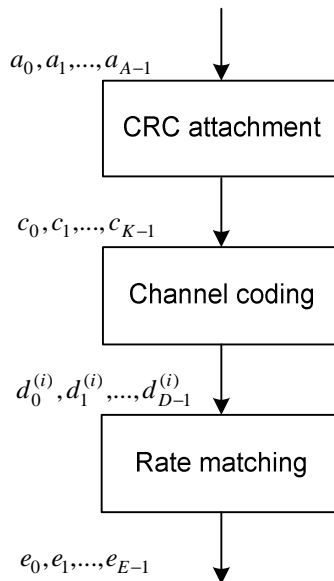 a_0, a_1,..., a_{A-1}
CRC attachment
c_0, c_1,..., c_{K-1}
Channel coding
d_0^{(i)}, d_1^{(i)},..., d_{D-1}^{(i)}
Rate matching
e_0, e_1,..., e_{E-1}